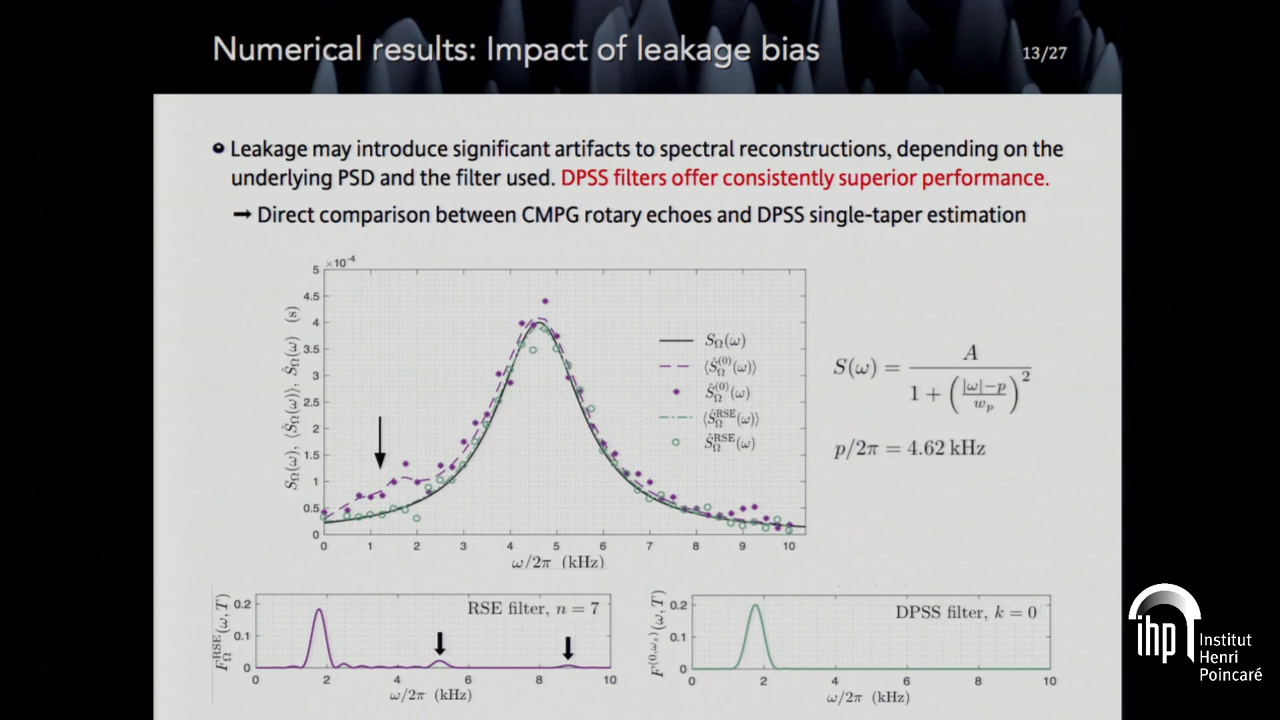 Numerical results: Impact of leakage bias
13/27
Leakage may introduce significant artifacts to spectral reconstructions, depending on the
underlying PSD and the filter used. DPSS filters offer consistently superior performance.
➞ Direct comparison between CMPG rotary echoes and DPSS single-taper estimation
×10⁻⁴
5
4.5
4
3.5
3
2.5
2
1.5
1
0.5
0
S_Ω(ω), ⟨Ŝ_Ω(ω)⟩, Ŝ_Ω(ω) (s)
0 1 2 3 4 5 6 7 8 9 10
ω/2π (kHz)
S_Ω(ω)
⟨Ŝ_Ω^(0)(ω)⟩
Ŝ_Ω^(0)(ω)
⟨Ŝ_Ω^RSE(ω)⟩
Ŝ_Ω^RSE(ω)
S(ω) = A / (1 + ((|ω|−p)/w_p)²)
p/2π = 4.62 kHz
F_Ω^RSE(ω, T)
0.2
0.1
0
RSE filter, n = 7
0 2 4 6 8 10
ω/2π (kHz)
F^(0,ω_s)(ω, T)
0.2
0.1
0
DPSS filter, k = 0
0 2 4 6 8 10
ω/2π (kHz)
ihp
Institut
Henri
Poincaré